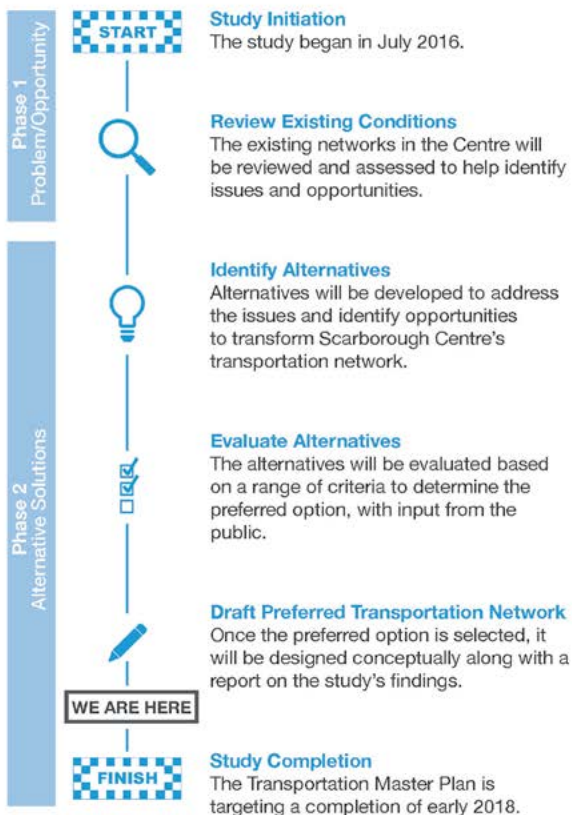 Phase 1
Problem/Opportunity
START
Study Initiation
The study began in July 2016.
Review Existing Conditions
The existing networks in the Centre will
be reviewed and assessed to help identify
issues and opportunities.
Phase 2
Alternative Solutions
Identify Alternatives
Alternatives will be developed to address
the issues and identify opportunities
to transform Scarborough Centre's
transportation network.
Evaluate Alternatives
The alternatives will be evaluated based
on a range of criteria to determine the
preferred option, with input from the
public.
Draft Preferred Transportation Network
Once the preferred option is selected, it
will be designed conceptually along with a
report on the study's findings.
WE ARE HERE
FINISH
Study Completion
The Transportation Master Plan is
targeting a completion of early 2018.